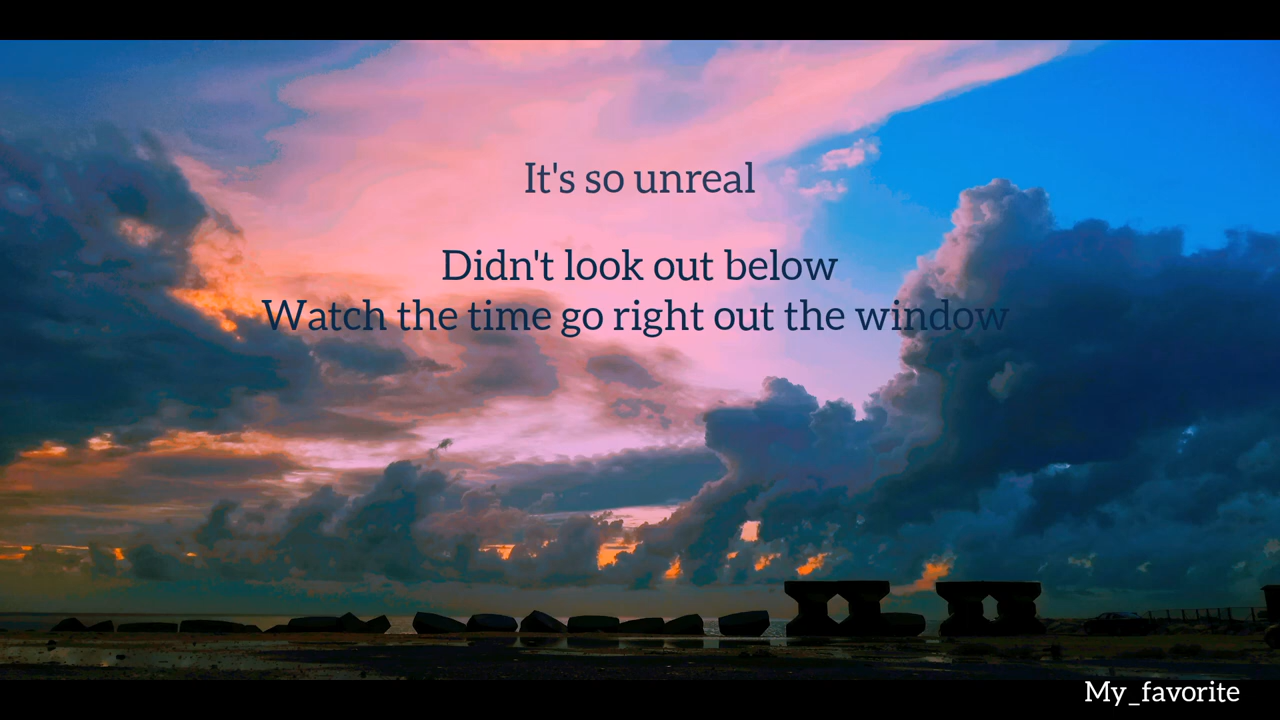 It's so unreal
Didn't look out below
Watch the time go right out the window
My_favorite